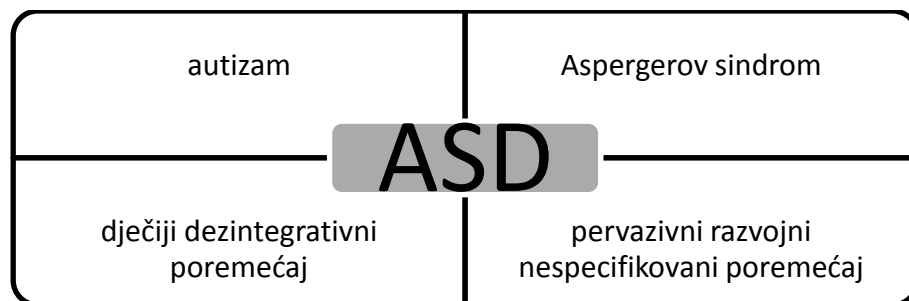 autizam
Aspergerov sindrom
ASD
dječiji dezintegrativni
poremećaj
pervazivni razvojni
nespecifikovani poremećaj